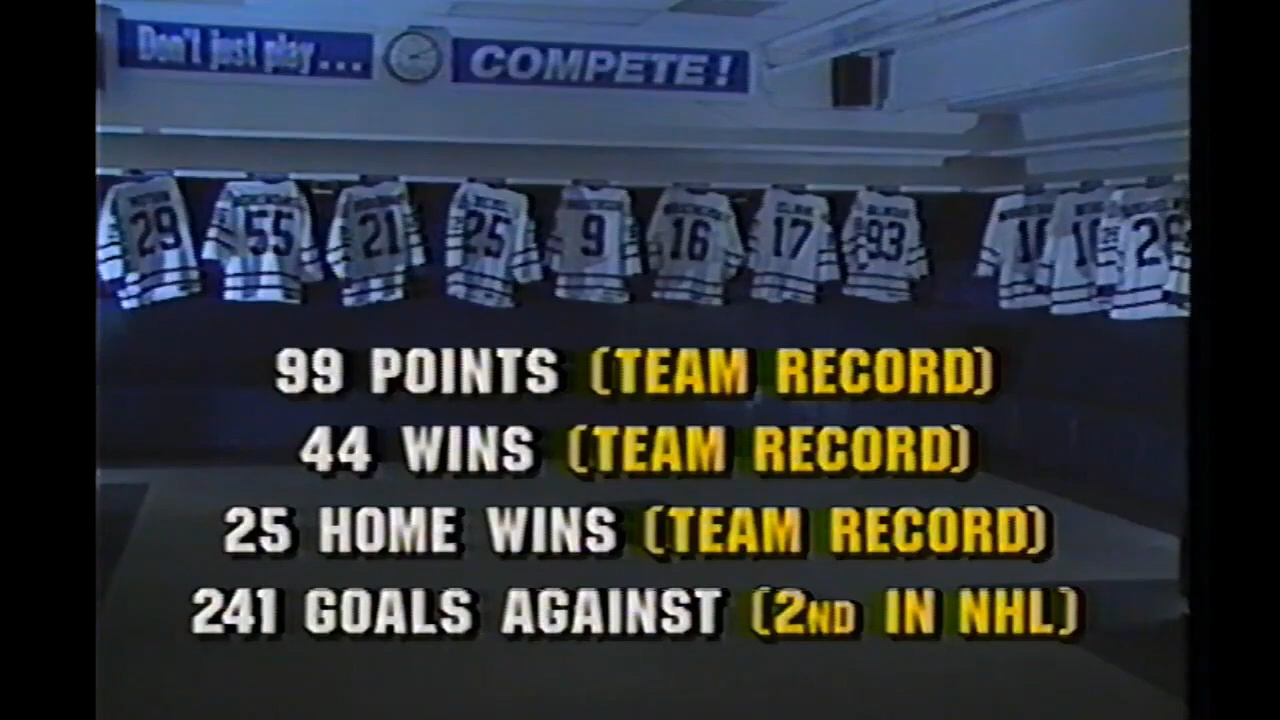 Don't just play...
COMPETE!
29 55 21 25 9 16 17 93
99 POINTS (TEAM RECORD)
44 WINS (TEAM RECORD)
25 HOME WINS (TEAM RECORD)
241 GOALS AGAINST (2ND IN NHL)